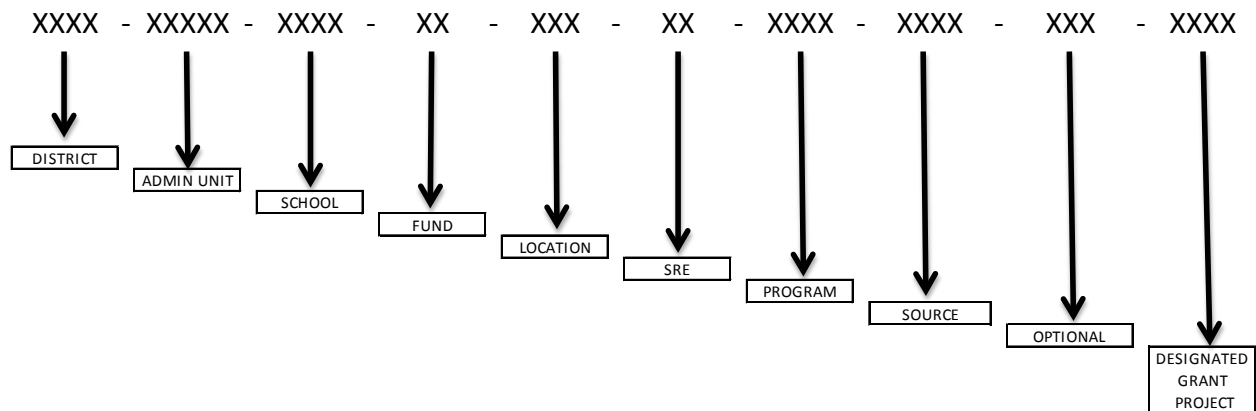 XXXX - XXXXX - XXXX - XX - XXX - XX - XXXX - XXXX - XXX - XXXX
DISTRICT
ADMIN UNIT
SCHOOL
FUND
LOCATION
SRE
PROGRAM
SOURCE
OPTIONAL
DESIGNATED
GRANT
PROJECT